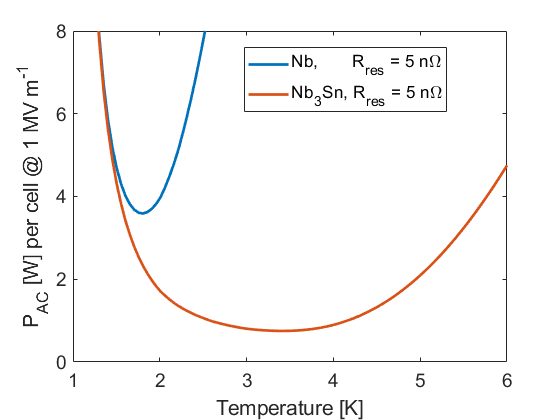 8
6
4
2
0
P_AC [W] per cell @ 1 MV m^-1
Nb, R_res = 5 nΩ
Nb_3Sn, R_res = 5 nΩ
1 2 3 4 5 6
Temperature [K]